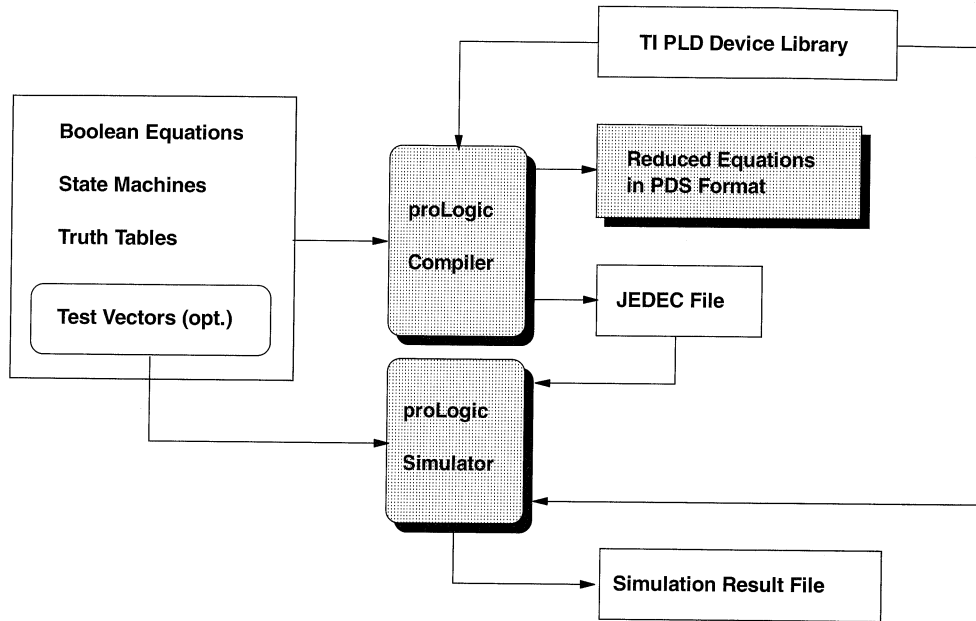 TI PLD Device Library
Boolean Equations
State Machines
Truth Tables
Test Vectors (opt.)
proLogic
Compiler
Reduced Equations
in PDS Format
JEDEC File
proLogic
Simulator
Simulation Result File